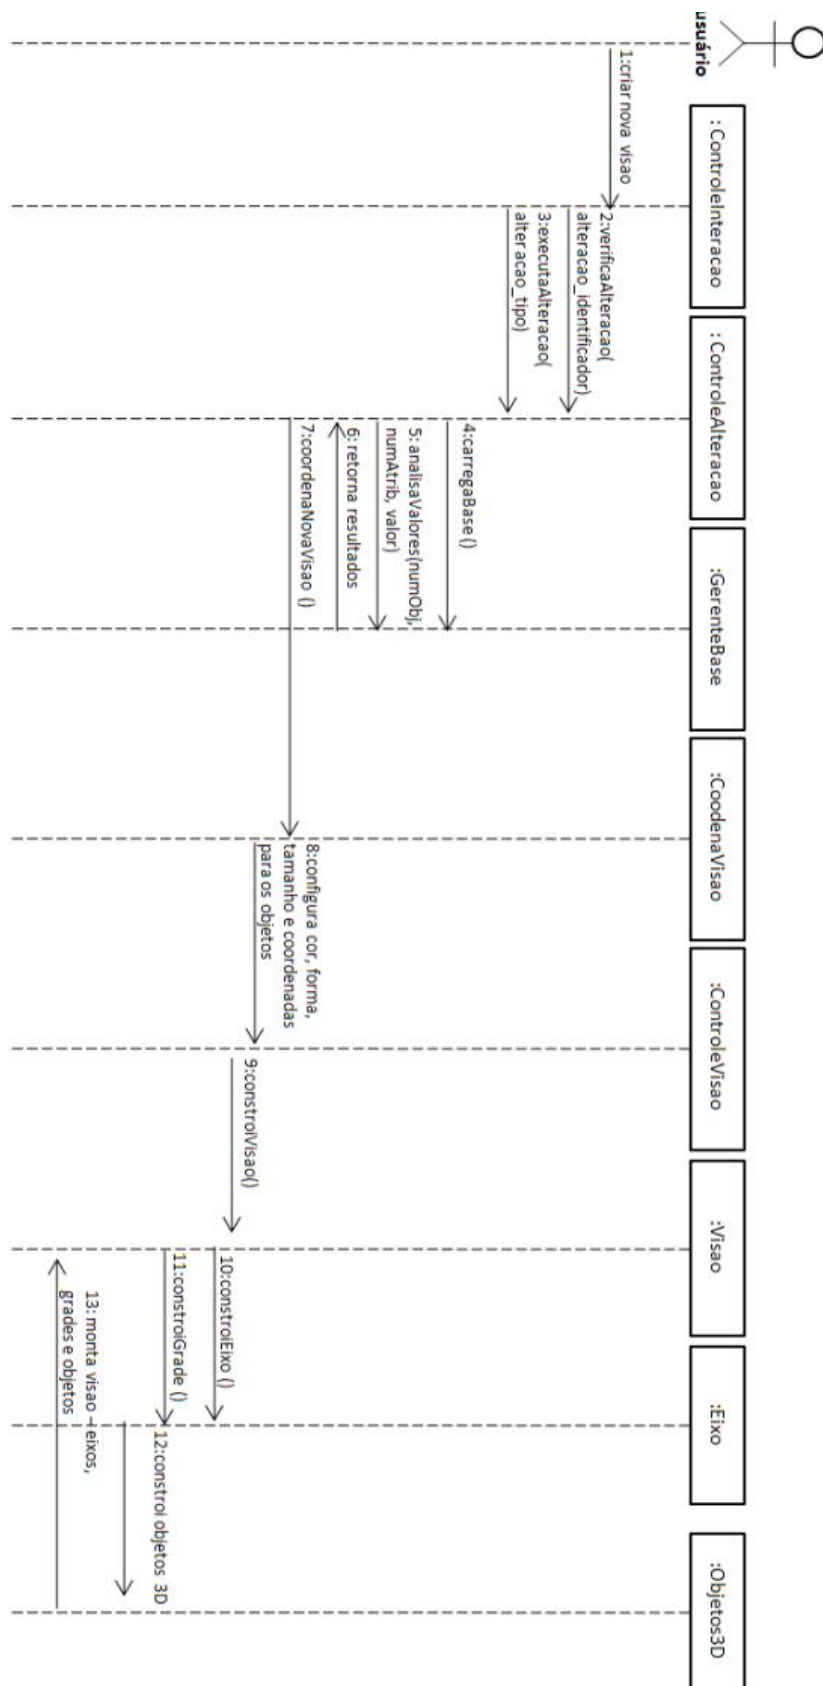 usuário
: ControleInteracao
: ControleAlteracao
:GerenteBase
:CoodenaVisao
:ControleVisao
:Visao
:Eixo
:Objetos3D
1:criar nova visao
2:verificaAlteracao(
alteracao_identificador)
3:executaAlteracao(
alteracao_tipo)
4:carregaBase ()
5: analisaValores(numObj,
numAtrib, valor)
6: retorna resultados
7:coordenaNovaVisao ()
8:configura cor, forma,
tamanho e coordenadas
para os objetos
9:constroiVisao()
10:constroiEixo ()
11:constroiGrade ()
12:constroi objetos 3D
13: monta visao – eixos,
grades e objetos